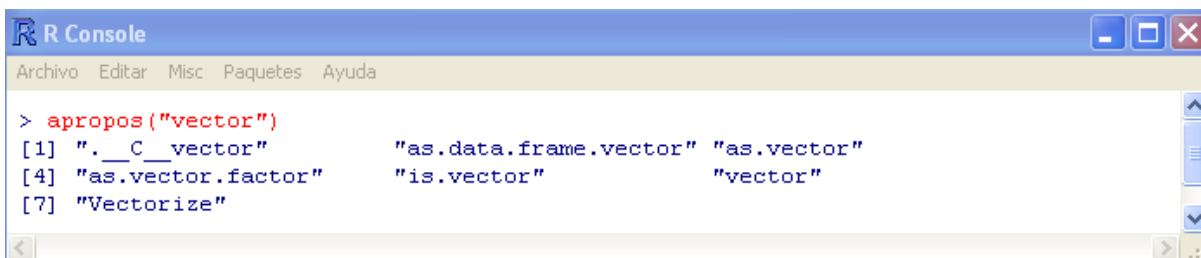 R Console
Archivo Editar Misc Paquetes Ayuda
> apropos("vector")
[1] ".__C__vector" "as.data.frame.vector" "as.vector"
[4] "as.vector.factor" "is.vector" "vector"
[7] "Vectorize"